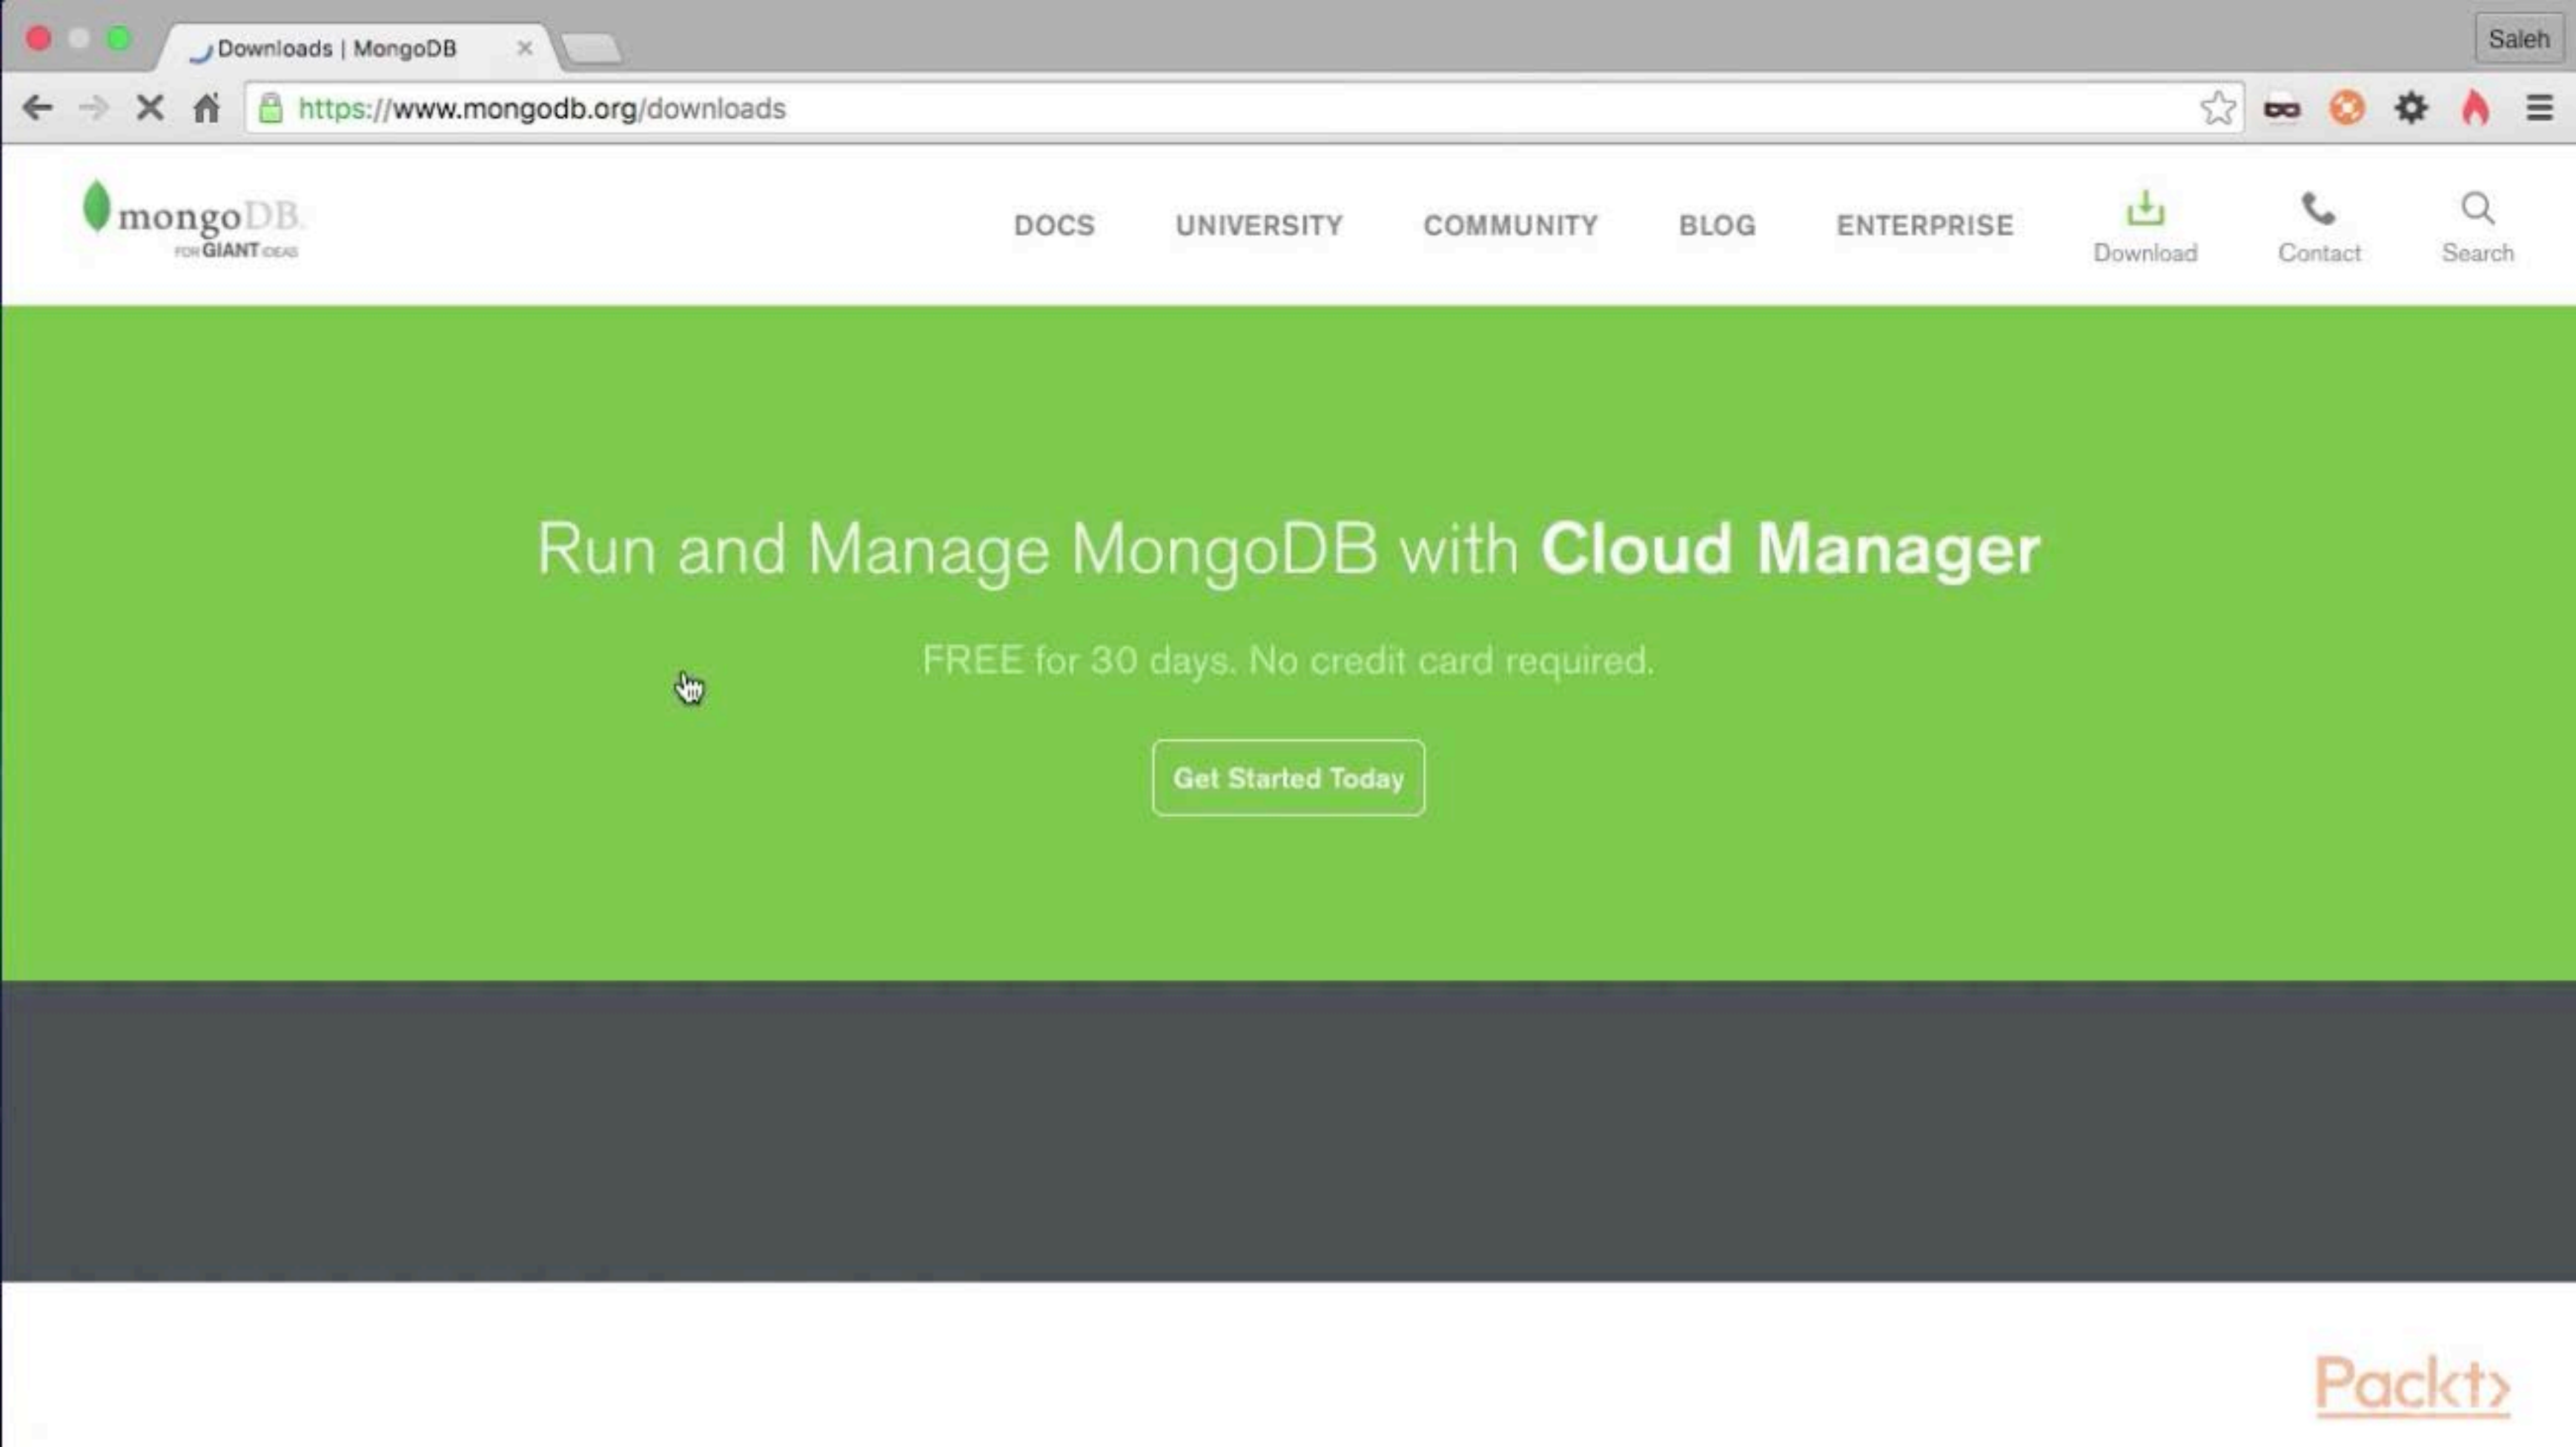 Downloads | MongoDB
Saleh
https://www.mongodb.org/downloads
mongoDB
FOR GIANT IDEAS
DOCS UNIVERSITY COMMUNITY BLOG ENTERPRISE Download Contact Search
Run and Manage MongoDB with Cloud Manager
FREE for 30 days. No credit card required.
Get Started Today
Packt>